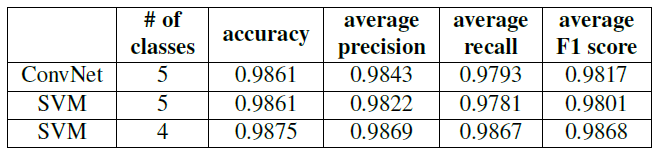 # of classes accuracy average precision average recall average F1 score
ConvNet 5 0.9861 0.9843 0.9793 0.9817
SVM 5 0.9861 0.9822 0.9781 0.9801
SVM 4 0.9875 0.9869 0.9867 0.9868